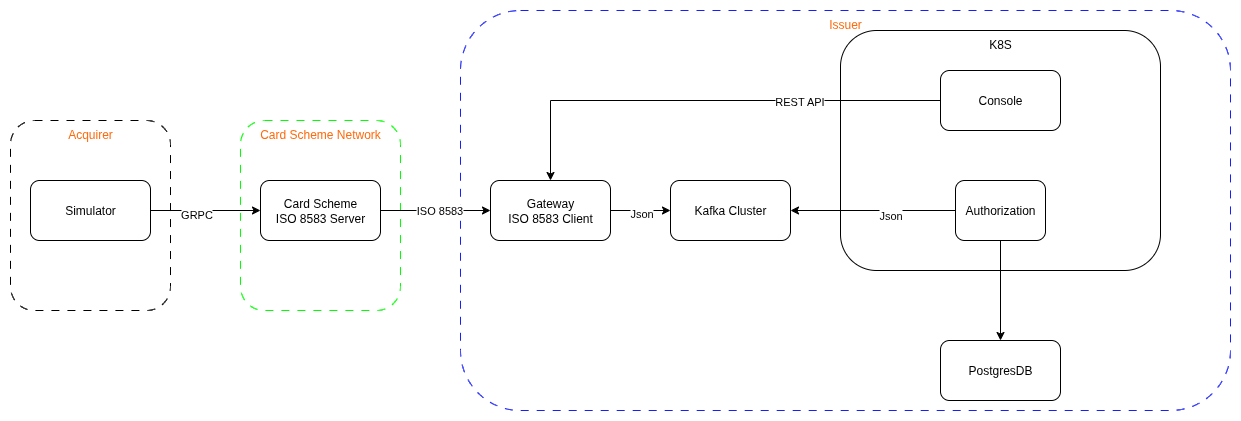 Issuer
K8S
Console
REST API
Acquirer
Card Scheme Network
Simulator
GRPC
Card Scheme
ISO 8583 Server
ISO 8583
Gateway
ISO 8583 Client
Json
Kafka Cluster
Json
Authorization
PostgresDB